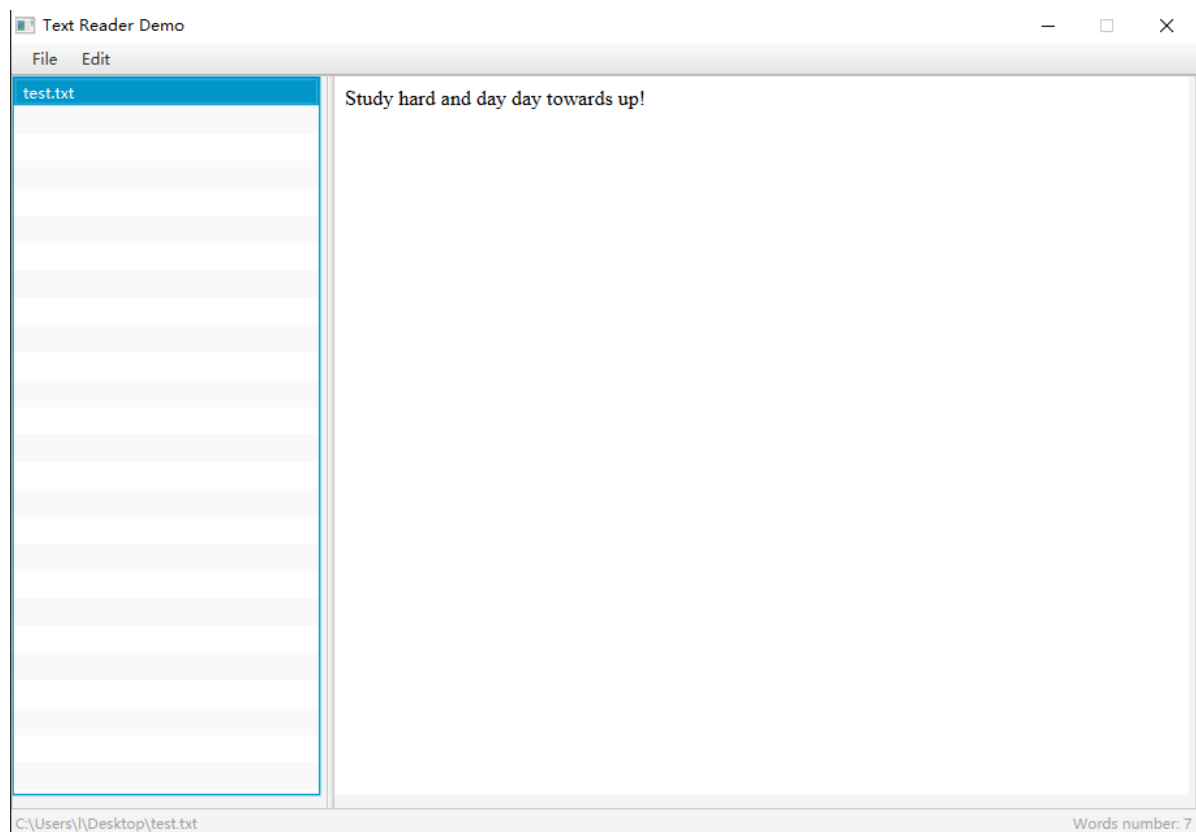 Text Reader Demo
File Edit
test.txt
Study hard and day day towards up!
C:\Users\l\Desktop\test.txt
Words number: 7